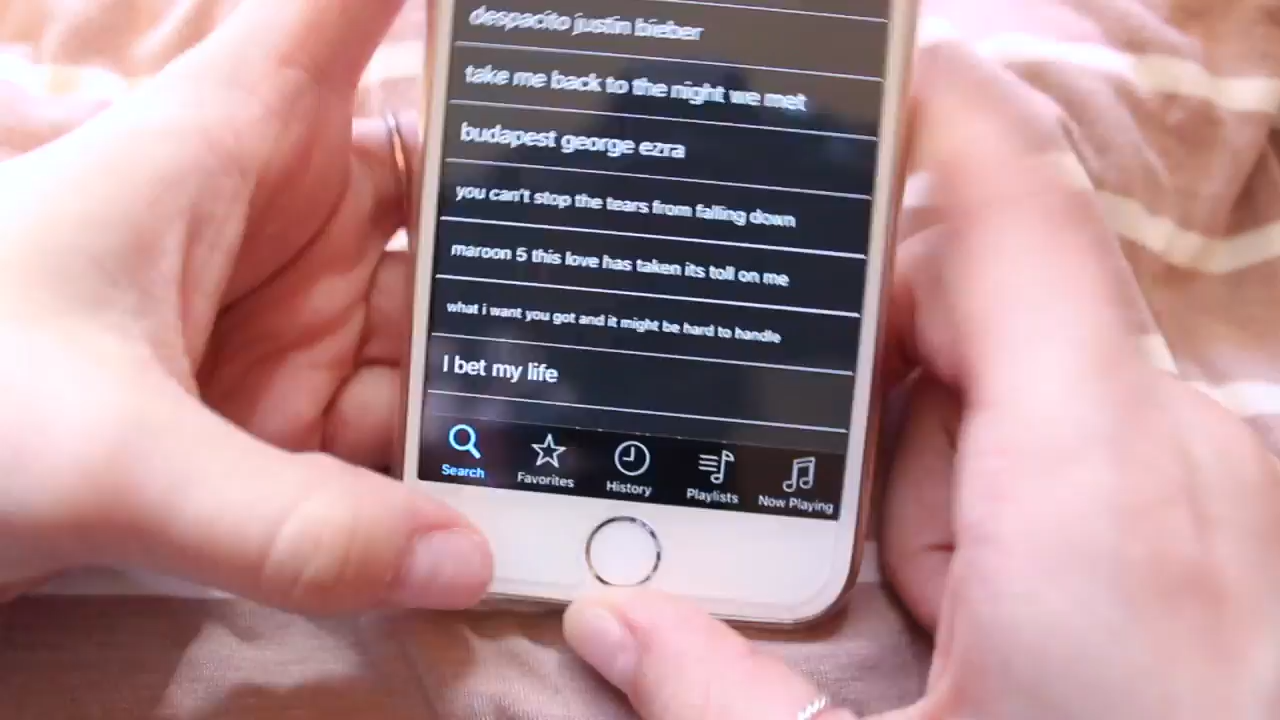 despacito justin bieber
take me back to the night we met
budapest george ezra
you can't stop the tears from falling down
maroon 5 this love has taken its toll on me
what i want you got and it might be hard to handle
I bet my life
Search
Favorites
History
Playlists
Now Playing